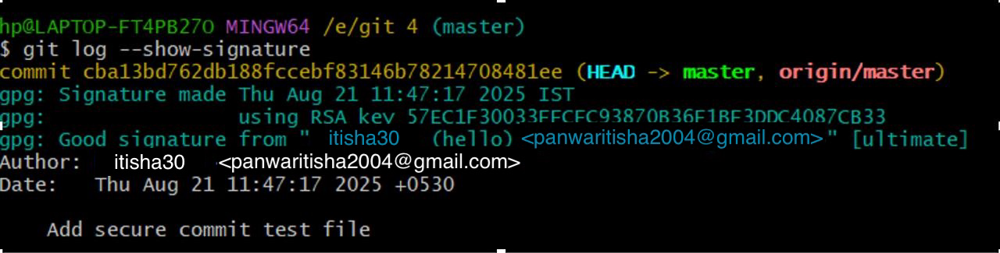 hp@LAPTOP-FT4PB27O MINGW64 /e/git 4 (master)
$ git log --show-signature
commit cba13bd762db188fccebf83146b78214708481ee (HEAD -> master, origin/master)
gpg: Signature made Thu Aug 21 11:47:17 2025 IST
gpg: using RSA key 57EC1F30033FFCFC93870B36F1BF3DDC4087CB33
gpg: Good signature from " itisha30 (hello) <panwaritisha2004@gmail.com> " [ultimate]
Author: itisha30 <panwaritisha2004@gmail.com>
Date: Thu Aug 21 11:47:17 2025 +0530
Add secure commit test file